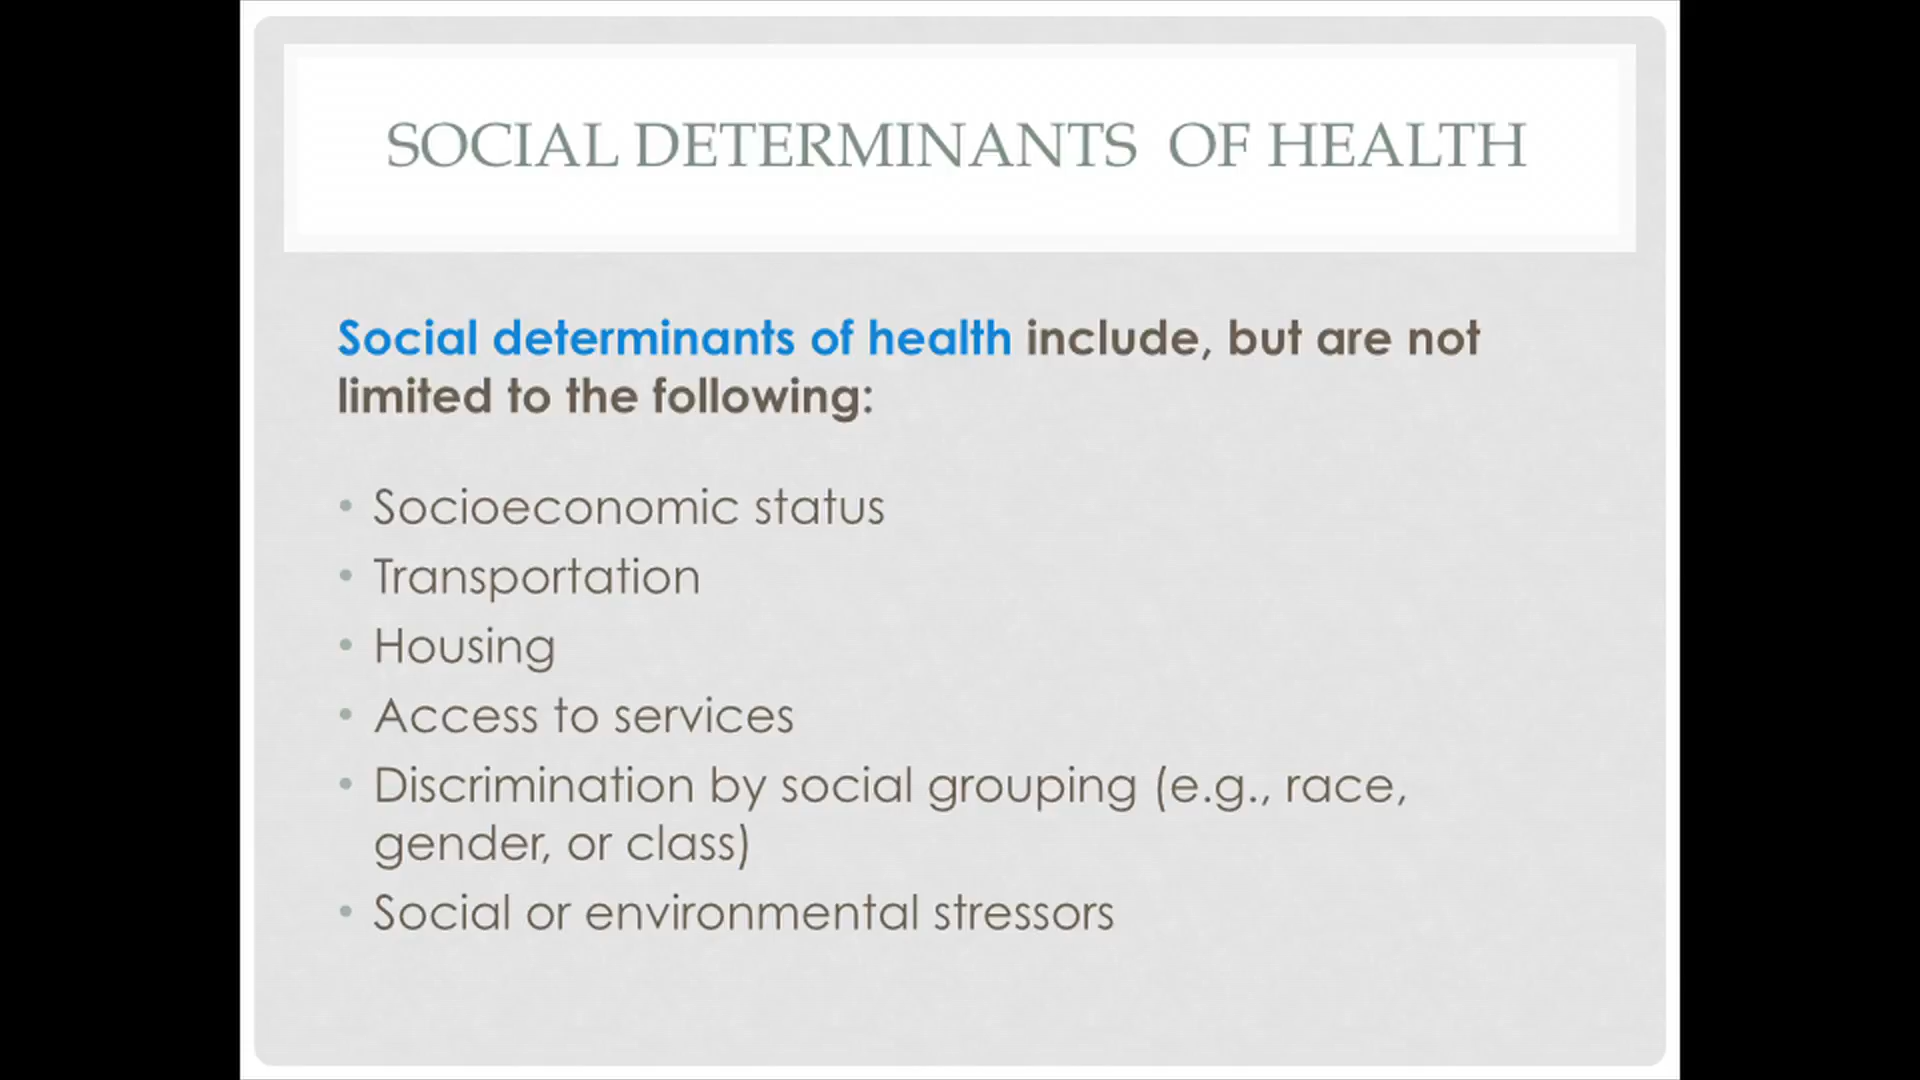 SOCIAL DETERMINANTS OF HEALTH
Social determinants of health include, but are not
limited to the following:
• Socioeconomic status
• Transportation
• Housing
• Access to services
• Discrimination by social grouping (e.g., race,
gender, or class)
• Social or environmental stressors